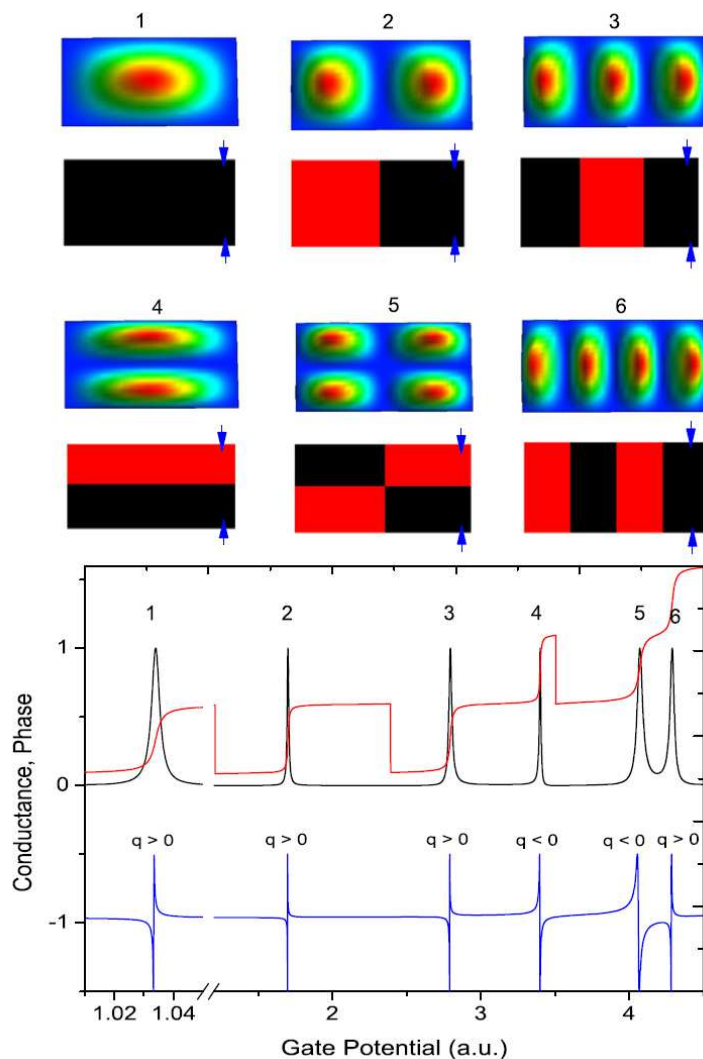 1 2 3
4 5 6
1 2 3 4 5 6
1
0
q > 0 q > 0 q > 0 q < 0 q < 0 q > 0
-1
Conductance, Phase
1.02 1.04 2 3 4
Gate Potential (a.u.)